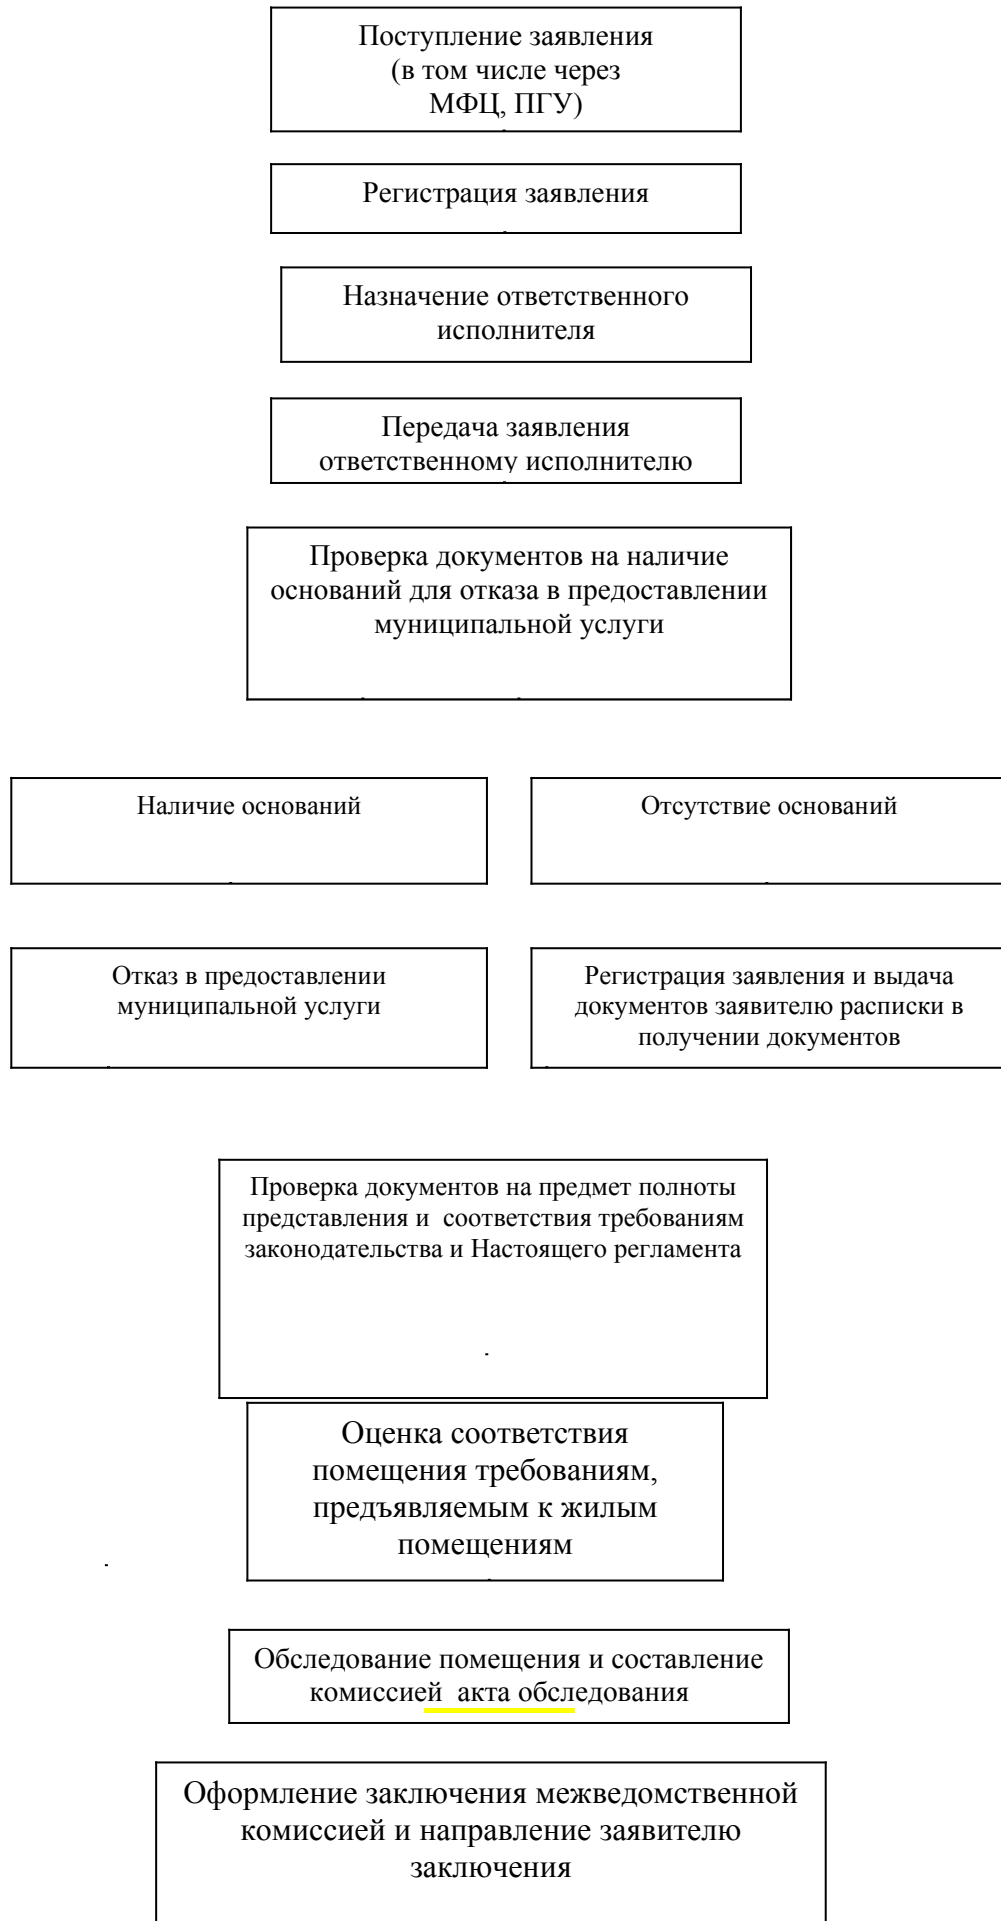 Поступление заявления
(в том числе через
МФЦ, ПГУ)
Регистрация заявления
Назначение ответственного
исполнителя
Передача заявления
ответственному исполнителю
Проверка документов на наличие
оснований для отказа в предоставлении
муниципальной услуги
Наличие оснований
Отсутствие оснований
Отказ в предоставлении
муниципальной услуги
Регистрация заявления и выдача
документов заявителю расписки в
получении документов
Проверка документов на предмет полноты
представления и  соответствия требованиям
законодательства и Настоящего регламента
Оценка соответствия
помещения требованиям,
предъявляемым к жилым
помещениям
Обследование помещения и составление
комиссией  акта обследования
Оформление заключения межведомственной
комиссией и направление заявителю
заключения